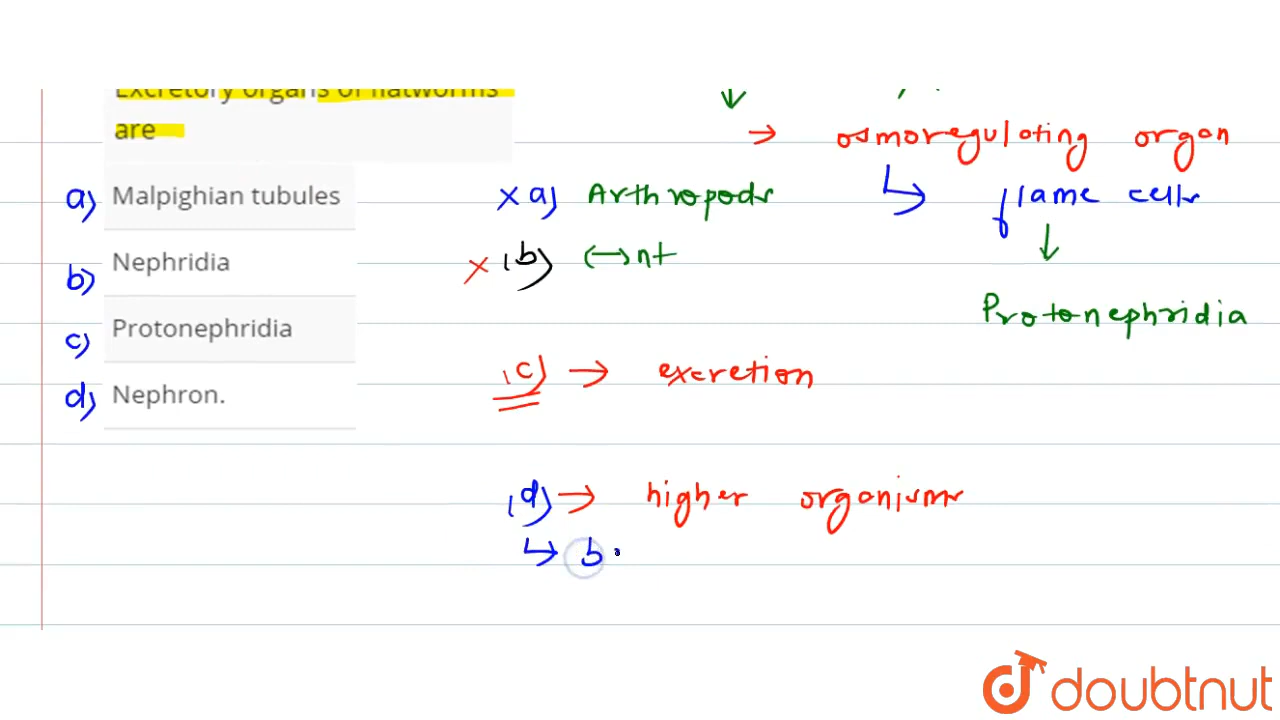 Excretory organs of flatworms
are
→ osmoregulating organ
a) Malpighian tubules
× a) Arthropods
↳ flame cells
b) Nephridia
× (b) (→) nt
↓
Protonephridia
c) Protonephridia
(c) → excretion
d) Nephron.
(d) → higher organisms
↳ b
doubtnut